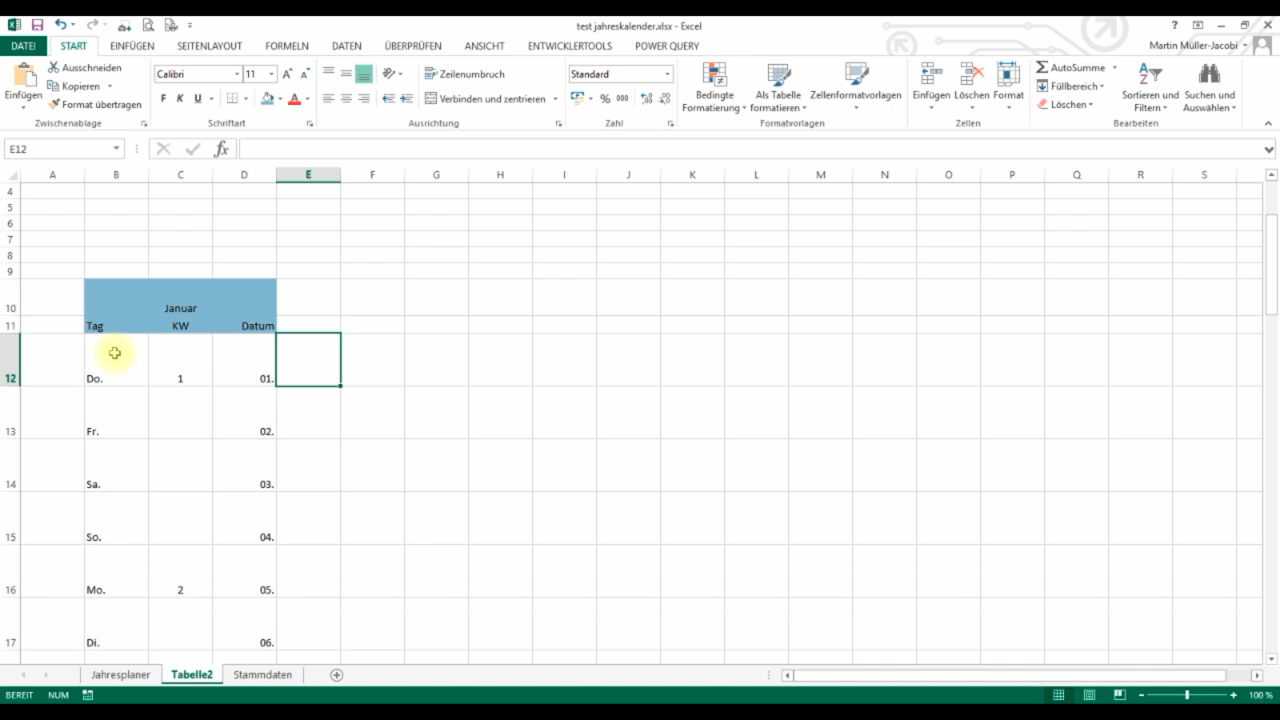 test jahreskalender.xlsx - Excel
?
DATEI START EINFÜGEN SEITENLAYOUT FORMELN DATEN ÜBERPRÜFEN ANSICHT ENTWICKLERTOOLS POWER QUERY Martin Müller-Jacobi
Einfügen
Ausschneiden
Kopieren
Format übertragen
Zwischenablage
Calibri 11
F K U
Schriftart
Zeilenumbruch
Verbinden und zentrieren
Ausrichtung
Standard
% 000
Zahl
Bedingte Formatierung
Als Tabelle formatieren
Zellenformatvorlagen
Formatvorlagen
Einfügen Löschen Format
Zellen
AutoSumme
Füllbereich
Löschen
Sortieren und Filtern
Suchen und Auswählen
Bearbeiten
E12 fx
A B C D E F G H I J K L M N O P Q R S
4
5
6
7
8
9
10 Januar
11 Tag KW Datum
12 Do. 1 01.
13 Fr. 02.
14 Sa. 03.
15 So. 04.
16 Mo. 2 05.
17 Di. 06.
Jahresplaner Tabelle2 Stammdaten
BEREIT NUM 100 %